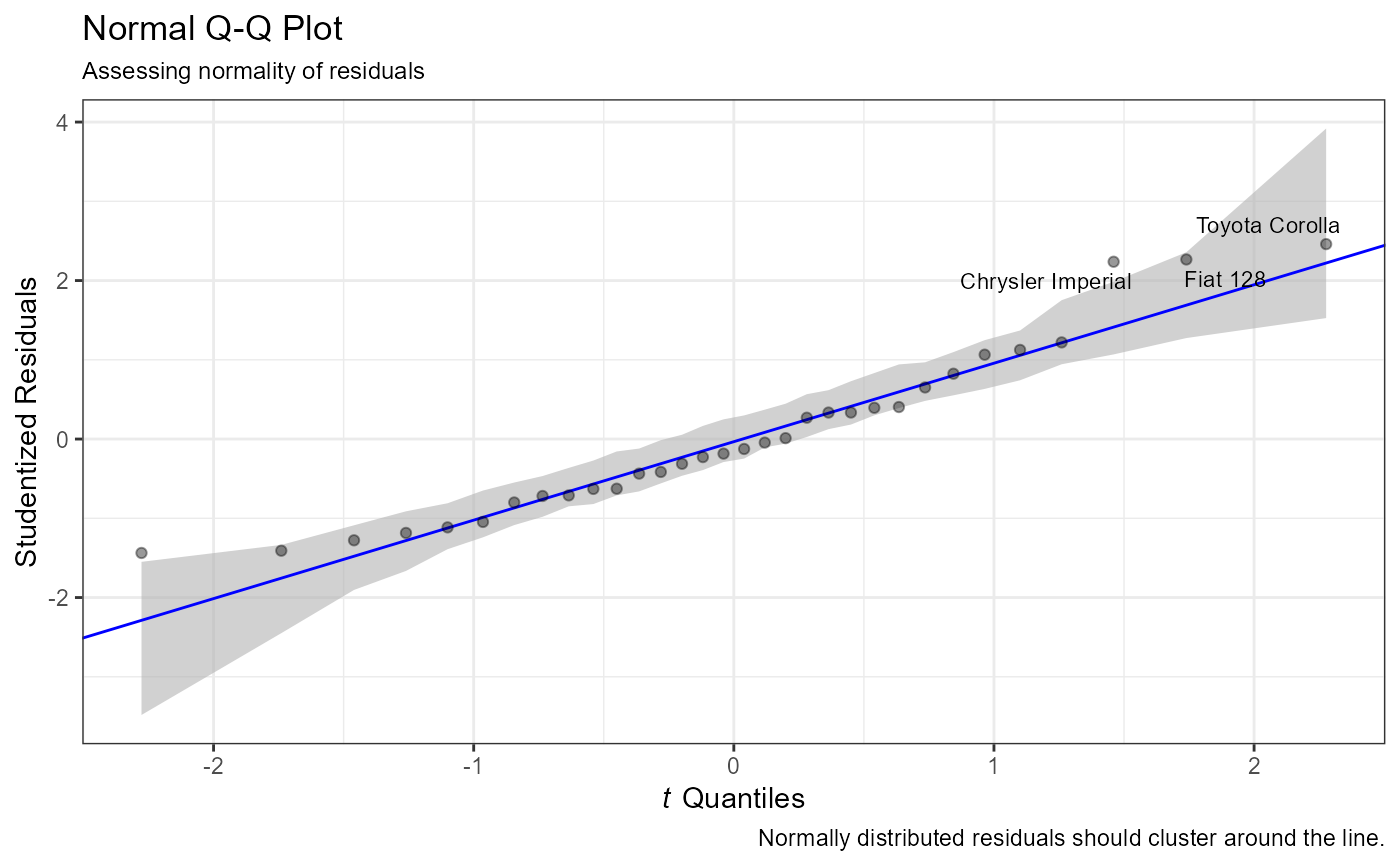 Normal Q-Q Plot
Assessing normality of residuals
Studentized Residuals
4
2
0
-2
Toyota Corolla
Chrysler Imperial
Fiat 128
-2
-1
0
1
2
t Quantiles
Normally distributed residuals should cluster around the line.